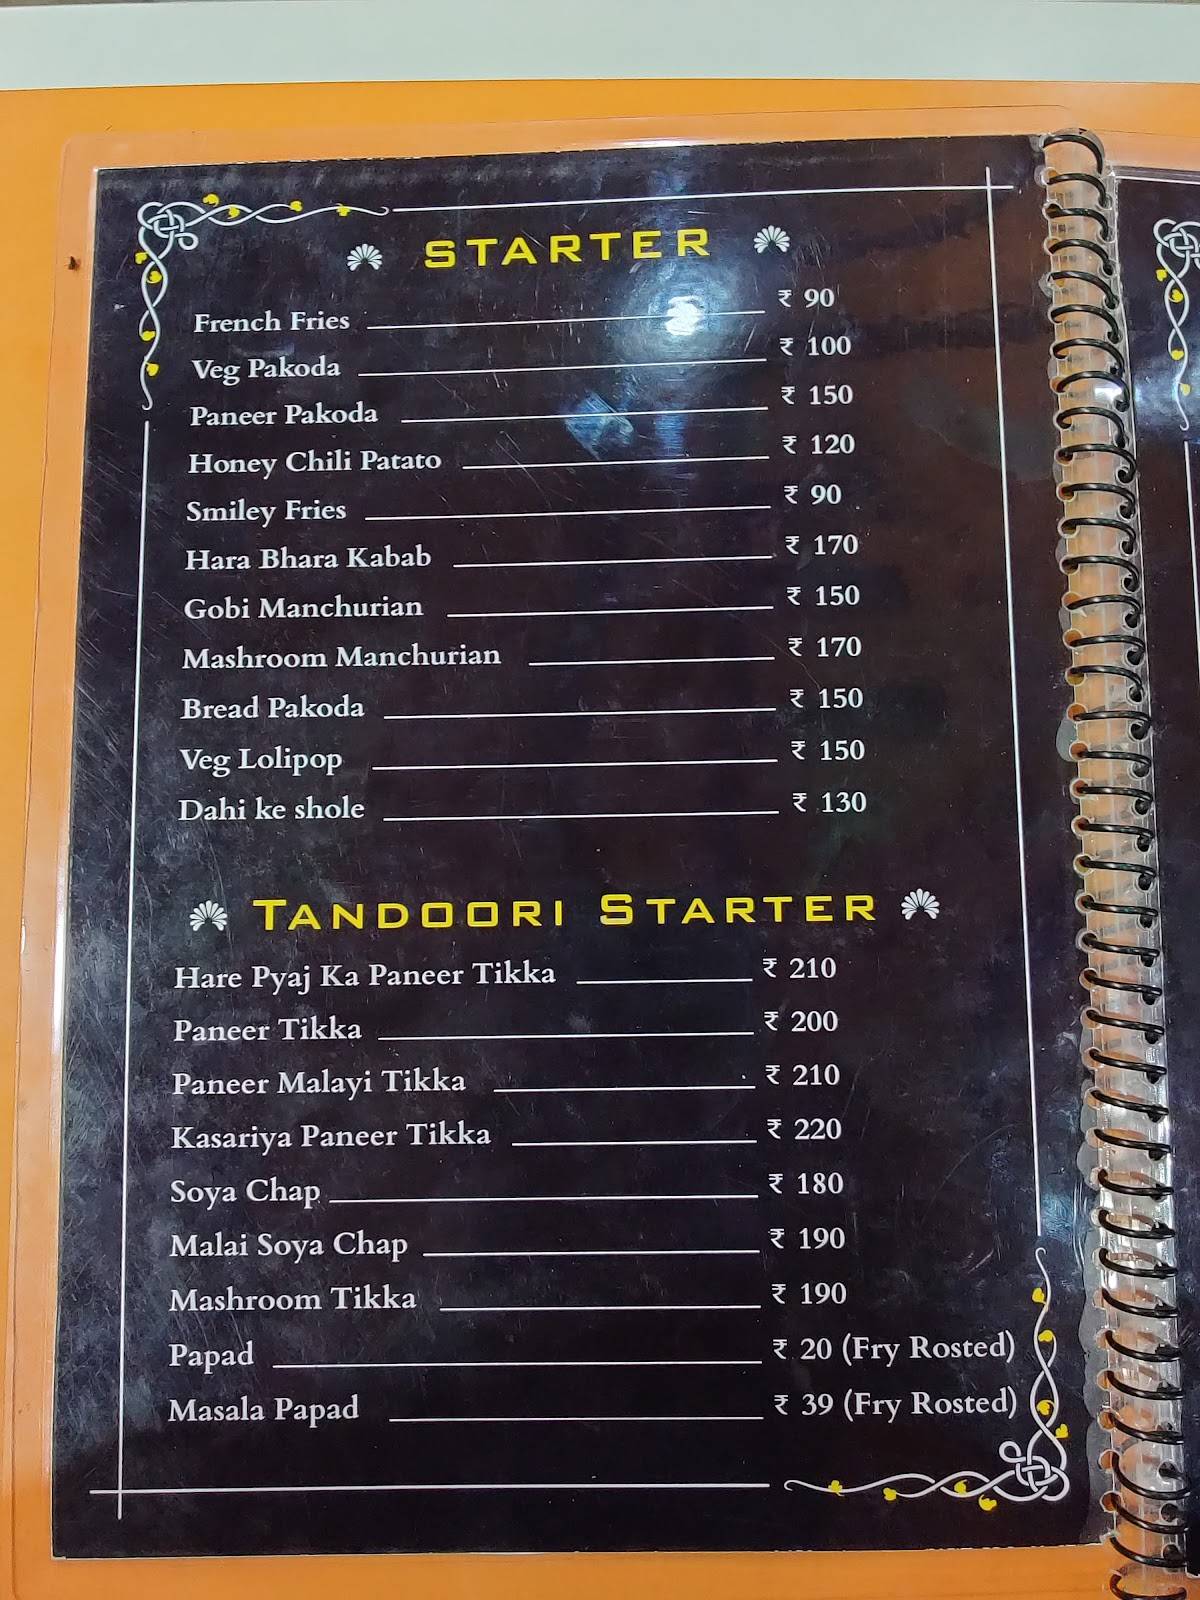 STARTER
French Fries ₹ 90
Veg Pakoda ₹ 100
Paneer Pakoda ₹ 150
Honey Chili Patato ₹ 120
Smiley Fries ₹ 90
Hara Bhara Kabab ₹ 170
Gobi Manchurian ₹ 150
Mashroom Manchurian ₹ 170
Bread Pakoda ₹ 150
Veg Lolipop ₹ 150
Dahi ke shole ₹ 130
TANDOORI STARTER
Hare Pyaj Ka Paneer Tikka ₹ 210
Paneer Tikka ₹ 200
Paneer Malayi Tikka ₹ 210
Kasariya Paneer Tikka ₹ 220
Soya Chap ₹ 180
Malai Soya Chap ₹ 190
Mashroom Tikka ₹ 190
Papad ₹ 20 (Fry Rosted)
Masala Papad ₹ 39 (Fry Rosted)